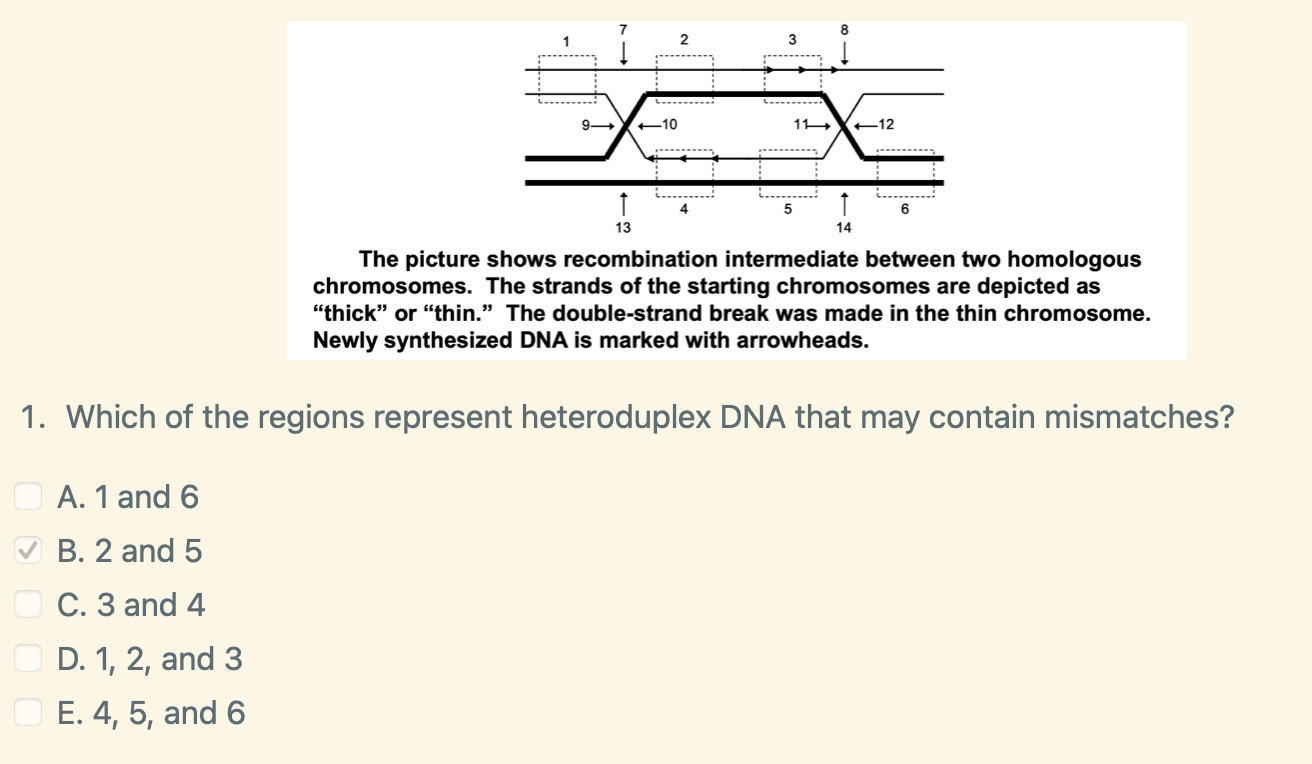 7
8
1
2
3
9
10
11
12
4
5
6
13
14
The picture shows recombination intermediate between two homologous
chromosomes. The strands of the starting chromosomes are depicted as
“thick” or “thin.” The double-strand break was made in the thin chromosome.
Newly synthesized DNA is marked with arrowheads.
1. Which of the regions represent heteroduplex DNA that may contain mismatches?
A. 1 and 6
B. 2 and 5
C. 3 and 4
D. 1, 2, and 3
E. 4, 5, and 6